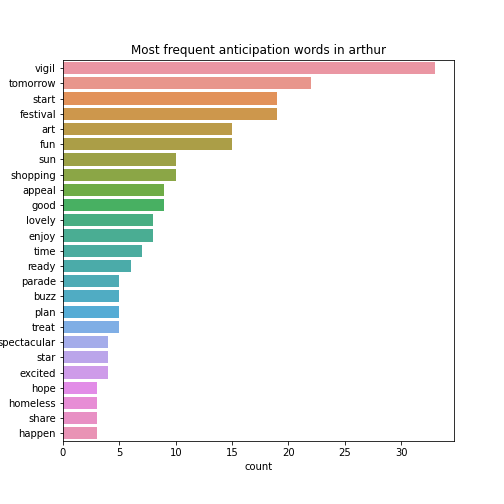 Most frequent anticipation words in arthur
vigil
tomorrow
start
festival
art
fun
sun
shopping
appeal
good
lovely
enjoy
time
ready
parade
buzz
plan
treat
spectacular
star
excited
hope
homeless
share
happen
0 5 10 15 20 25 30
count